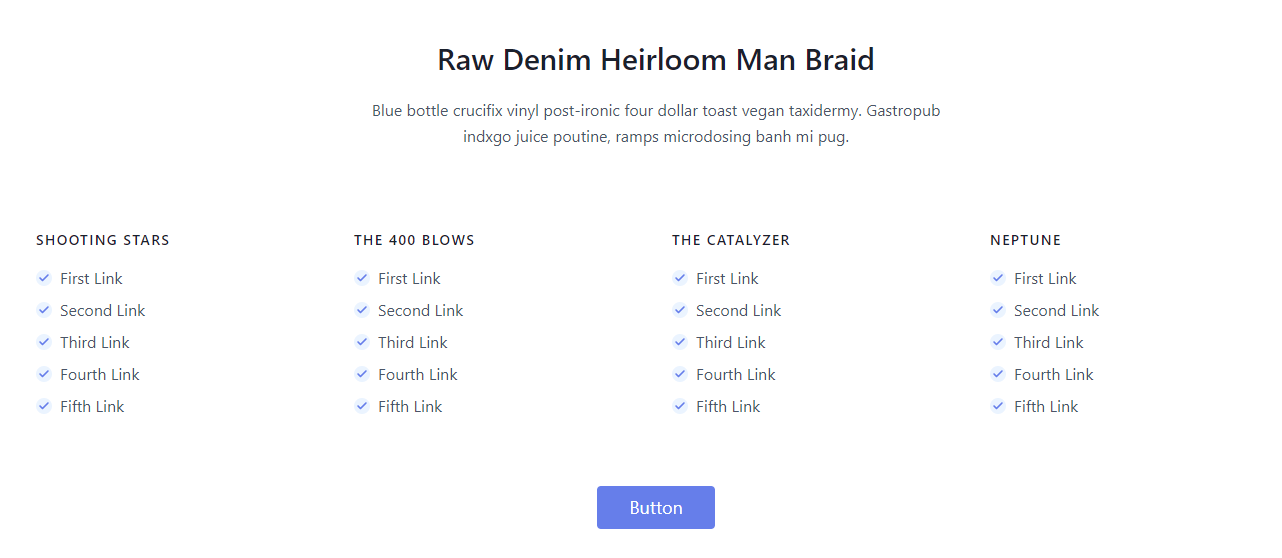 Raw Denim Heirloom Man Braid
Blue bottle crucifix vinyl post-ironic four dollar toast vegan taxidermy. Gastropub
indxgo juice poutine, ramps microdosing banh mi pug.
SHOOTING STARS
First Link
Second Link
Third Link
Fourth Link
Fifth Link
THE 400 BLOWS
First Link
Second Link
Third Link
Fourth Link
Fifth Link
THE CATALYZER
First Link
Second Link
Third Link
Fourth Link
Fifth Link
NEPTUNE
First Link
Second Link
Third Link
Fourth Link
Fifth Link
Button